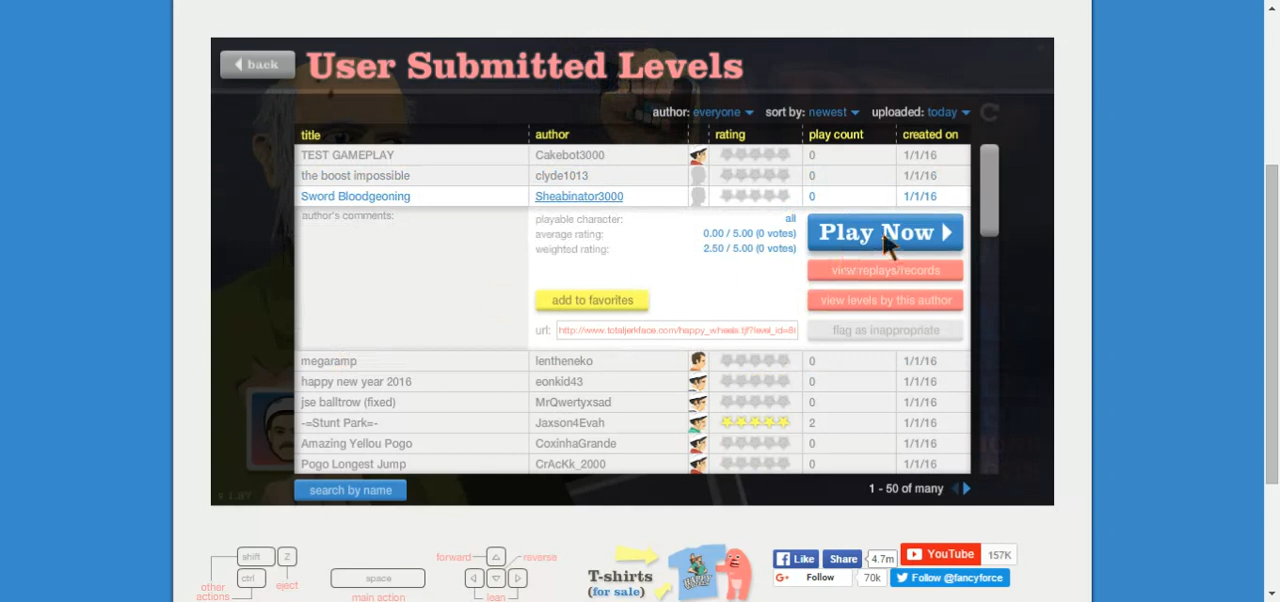 back
User Submitted Levels
author: everyone sort by: newest uploaded: today
title author rating play count created on
TEST GAMEPLAY Cakebot3000 0 1/1/16
the boost impossible clyde1013 0 1/1/16
Sword Bloodgeoning Sheabinator3000 0 1/1/16
author's comments:
playable character: all
average rating: 0.00 / 5.00 (0 votes)
weighted rating: 2.50 / 5.00 (0 votes)
Play Now
view replays/records
add to favorites
view levels by this author
url: http://www.totaljerkface.com/happy_wheels.tjf?level_id=8
flag as inappropriate
megaramp lentheneko 0 1/1/16
happy new year 2016 eonkid43 0 1/1/16
jse balltrow (fixed) MrQwertyxsad 0 1/1/16
-=Stunt Park=- Jaxson4Evah 2 1/1/16
Amazing Yellou Pogo CoxinhaGrande 0 1/1/16
Pogo Longest Jump CrAcKk_2000 0 1/1/16
search by name
1 - 50 of many
shift Z
ctrl
other actions
eject
space
main action
forward
reverse
lean
T-shirts
(for sale)
Like Share 4.7m
YouTube 157K
G+ Follow 70k
Follow @fancyforce